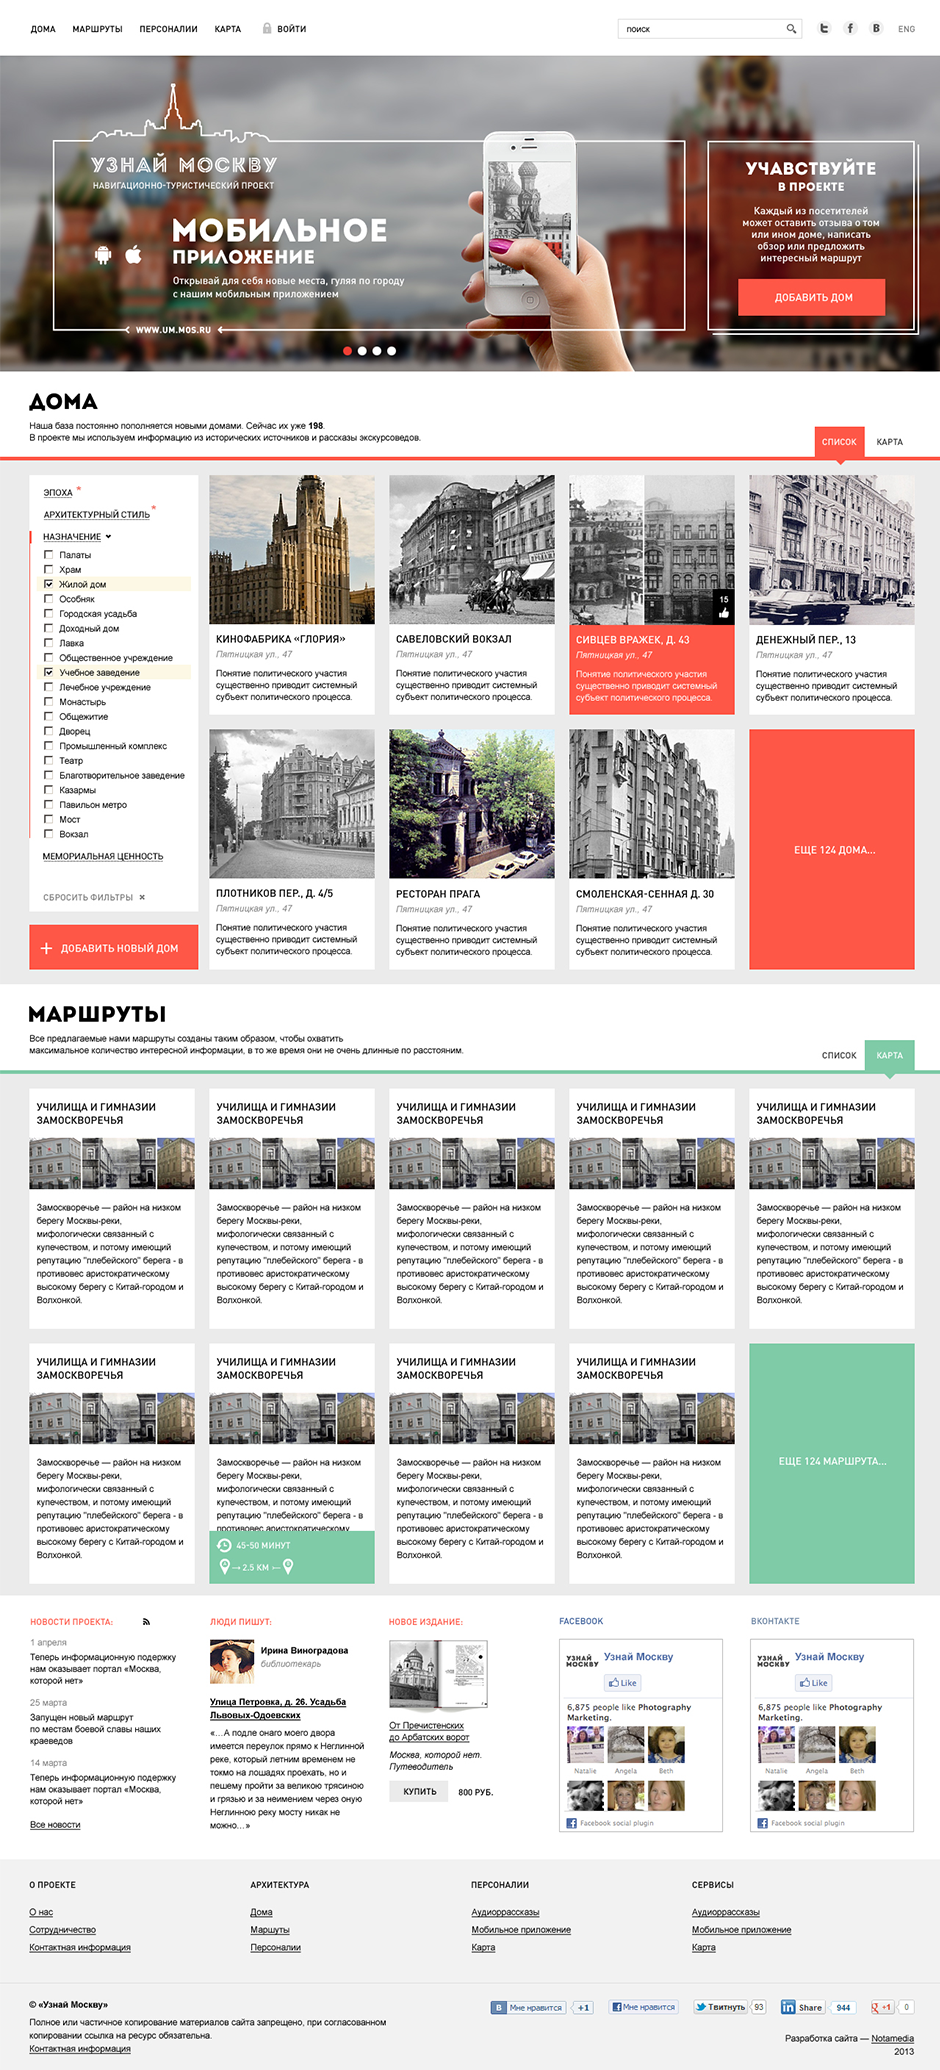 ДОМА МАРШРУТЫ ПЕРСОНАЛИИ КАРТА ВОЙТИ
поиск
ENG
УЗНАЙ МОСКВУ
НАВИГАЦИОННО-ТУРИСТИЧЕСКИЙ ПРОЕКТ
МОБИЛЬНОЕ
ПРИЛОЖЕНИЕ
Открывай для себя новые места, гуляя по городу
с нашим мобильным приложением
WWW.UM.MOS.RU
УЧАВСТВУЙТЕ
В ПРОЕКТЕ
Каждый из посетителей
может оставить отзыва о том
или ином доме, написать
обзор или предложить
интересный маршрут
ДОБАВИТЬ ДОМ
ДОМА
Наша база постоянно пополняется новыми домами. Сейчас их уже 198.
В проекте мы используем информацию из исторических источников и рассказы экскурсоведов.
СПИСОК КАРТА
ЭПОХА *
АРХИТЕКТУРНЫЙ СТИЛЬ *
НАЗНАЧЕНИЕ
Палаты
Храм
Жилой дом
Особняк
Городская усадьба
Доходный дом
Лавка
Общественное учреждение
Учебное заведение
Лечебное учреждение
Монастырь
Общежитие
Дворец
Промышленный комплекс
Театр
Благотворительное заведение
Казармы
Павильон метро
Мост
Вокзал
МЕМОРИАЛЬНАЯ ЦЕННОСТЬ
СБРОСИТЬ ФИЛЬТРЫ ×
+ ДОБАВИТЬ НОВЫЙ ДОМ
КИНОФАБРИКА «ГЛОРИЯ»
Пятницкая ул., 47
Понятие политического участия
существенно приводит системный
субъект политического процесса.
САВЕЛОВСКИЙ ВОКЗАЛ
Пятницкая ул., 47
Понятие политического участия
существенно приводит системный
субъект политического процесса.
15
СИВЦЕВ ВРАЖЕК, Д. 43
Пятницкая ул., 47
Понятие политического участия
существенно приводит системный
субъект политического процесса.
ДЕНЕЖНЫЙ ПЕР., 13
Пятницкая ул., 47
Понятие политического участия
существенно приводит системный
субъект политического процесса.
ПЛОТНИКОВ ПЕР., Д. 4/5
Пятницкая ул., 47
Понятие политического участия
существенно приводит системный
субъект политического процесса.
РЕСТОРАН ПРАГА
Пятницкая ул., 47
Понятие политического участия
существенно приводит системный
субъект политического процесса.
СМОЛЕНСКАЯ-СЕННАЯ Д. 30
Пятницкая ул., 47
Понятие политического участия
существенно приводит системный
субъект политического процесса.
ЕЩЕ 124 ДОМА...
МАРШРУТЫ
Все предлагаемые нами маршруты созданы таким образом, чтобы охватить
максимальное количество интересной информации, в то же время они не очень длинные по расстоянию.
СПИСОК КАРТА
УЧИЛИЩА И ГИМНАЗИИ
ЗАМОСКВОРЕЧЬЯ
Замоскворечье — район на низком
берегу Москвы-реки,
мифологически связанный с
купечеством, и потому имеющий
репутацию "плебейского" берега - в
противовес аристократическому
высокому берегу с Китай-городом и
Волхонкой.
УЧИЛИЩА И ГИМНАЗИИ
ЗАМОСКВОРЕЧЬЯ
Замоскворечье — район на низком
берегу Москвы-реки,
мифологически связанный с
купечеством, и потому имеющий
репутацию "плебейского" берега - в
противовес аристократическому
высокому берегу с Китай-городом и
Волхонкой.
УЧИЛИЩА И ГИМНАЗИИ
ЗАМОСКВОРЕЧЬЯ
Замоскворечье — район на низком
берегу Москвы-реки,
мифологически связанный с
купечеством, и потому имеющий
репутацию "плебейского" берега - в
противовес аристократическому
высокому берегу с Китай-городом и
Волхонкой.
УЧИЛИЩА И ГИМНАЗИИ
ЗАМОСКВОРЕЧЬЯ
Замоскворечье — район на низком
берегу Москвы-реки,
мифологически связанный с
купечеством, и потому имеющий
репутацию "плебейского" берега - в
противовес аристократическому
высокому берегу с Китай-городом и
Волхонкой.
УЧИЛИЩА И ГИМНАЗИИ
ЗАМОСКВОРЕЧЬЯ
Замоскворечье — район на низком
берегу Москвы-реки,
мифологически связанный с
купечеством, и потому имеющий
репутацию "плебейского" берега - в
противовес аристократическому
высокому берегу с Китай-городом и
Волхонкой.
УЧИЛИЩА И ГИМНАЗИИ
ЗАМОСКВОРЕЧЬЯ
Замоскворечье — район на низком
берегу Москвы-реки,
мифологически связанный с
купечеством, и потому имеющий
репутацию "плебейского" берега - в
противовес аристократическому
высокому берегу с Китай-городом и
Волхонкой.
УЧИЛИЩА И ГИМНАЗИИ
ЗАМОСКВОРЕЧЬЯ
Замоскворечье — район на низком
берегу Москвы-реки,
мифологически связанный с
купечеством, и потому имеющий
репутацию "плебейского" берега - в
противовес аристократическому
45-50 МИНУТ
2,5 КМ
УЧИЛИЩА И ГИМНАЗИИ
ЗАМОСКВОРЕЧЬЯ
Замоскворечье — район на низком
берегу Москвы-реки,
мифологически связанный с
купечеством, и потому имеющий
репутацию "плебейского" берега - в
противовес аристократическому
высокому берегу с Китай-городом и
Волхонкой.
УЧИЛИЩА И ГИМНАЗИИ
ЗАМОСКВОРЕЧЬЯ
Замоскворечье — район на низком
берегу Москвы-реки,
мифологически связанный с
купечеством, и потому имеющий
репутацию "плебейского" берега - в
противовес аристократическому
высокому берегу с Китай-городом и
Волхонкой.
ЕЩЕ 124 МАРШРУТА...
НОВОСТИ ПРОЕКТА:
1 апреля
Теперь информационную подержку
нам оказывает портал «Москва,
которой нет»
25 марта
Запущен новый маршрут
по местам боевой славы наших
краеведов
14 марта
Теперь информационную подержку
нам оказывает портал «Москва,
которой нет»
Все новости
ЛЮДИ ПИШУТ:
Ирина Виноградова
библиотекарь
Улица Петровка, д. 26. Усадьба
Львовых-Одоевских
«…А подле онаго моего двора
имеется переулок прямо к Неглинной
реке, который летним временем не
токмо на лошадях проехать, но и
пешему пройти за великою трясиною
и грязью и за неимением через оную
Неглинною реку мосту никак не
можно…»
НОВОЕ ИЗДАНИЕ:
От Пречистенских
до Арбатских ворот
Москва, которой нет.
Путеводитель
КУПИТЬ 800 РУБ.
FACEBOOK
УЗНАЙ
МОСКВУ
Узнай Москву
Like
6,875 people like Photography
Marketing.
Natalie Angela Beth
Facebook social plugin
ВКОНТАКТЕ
УЗНАЙ
МОСКВУ
Узнай Москву
Like
6,875 people like Photography
Marketing.
Natalie Angela Beth
Facebook social plugin
О ПРОЕКТЕ
О нас
Сотрудничество
Контактная информация
АРХИТЕКТУРА
Дома
Маршуты
Персоналии
ПЕРСОНАЛИИ
Аудиоррассказы
Мобильное приложение
Карта
СЕРВИСЫ
Аудиоррассказы
Мобильное приложение
Карта
© «Узнай Москву»
Полное или частичное копирование материалов сайта запрещено, при согласованном
копировании ссылка на ресурс обязательна.
Контактная информация
Мне нравится +1 Мне нравится Твитнуть 93 Share 944 +1 0
Разработка сайта — Notamedia
2013